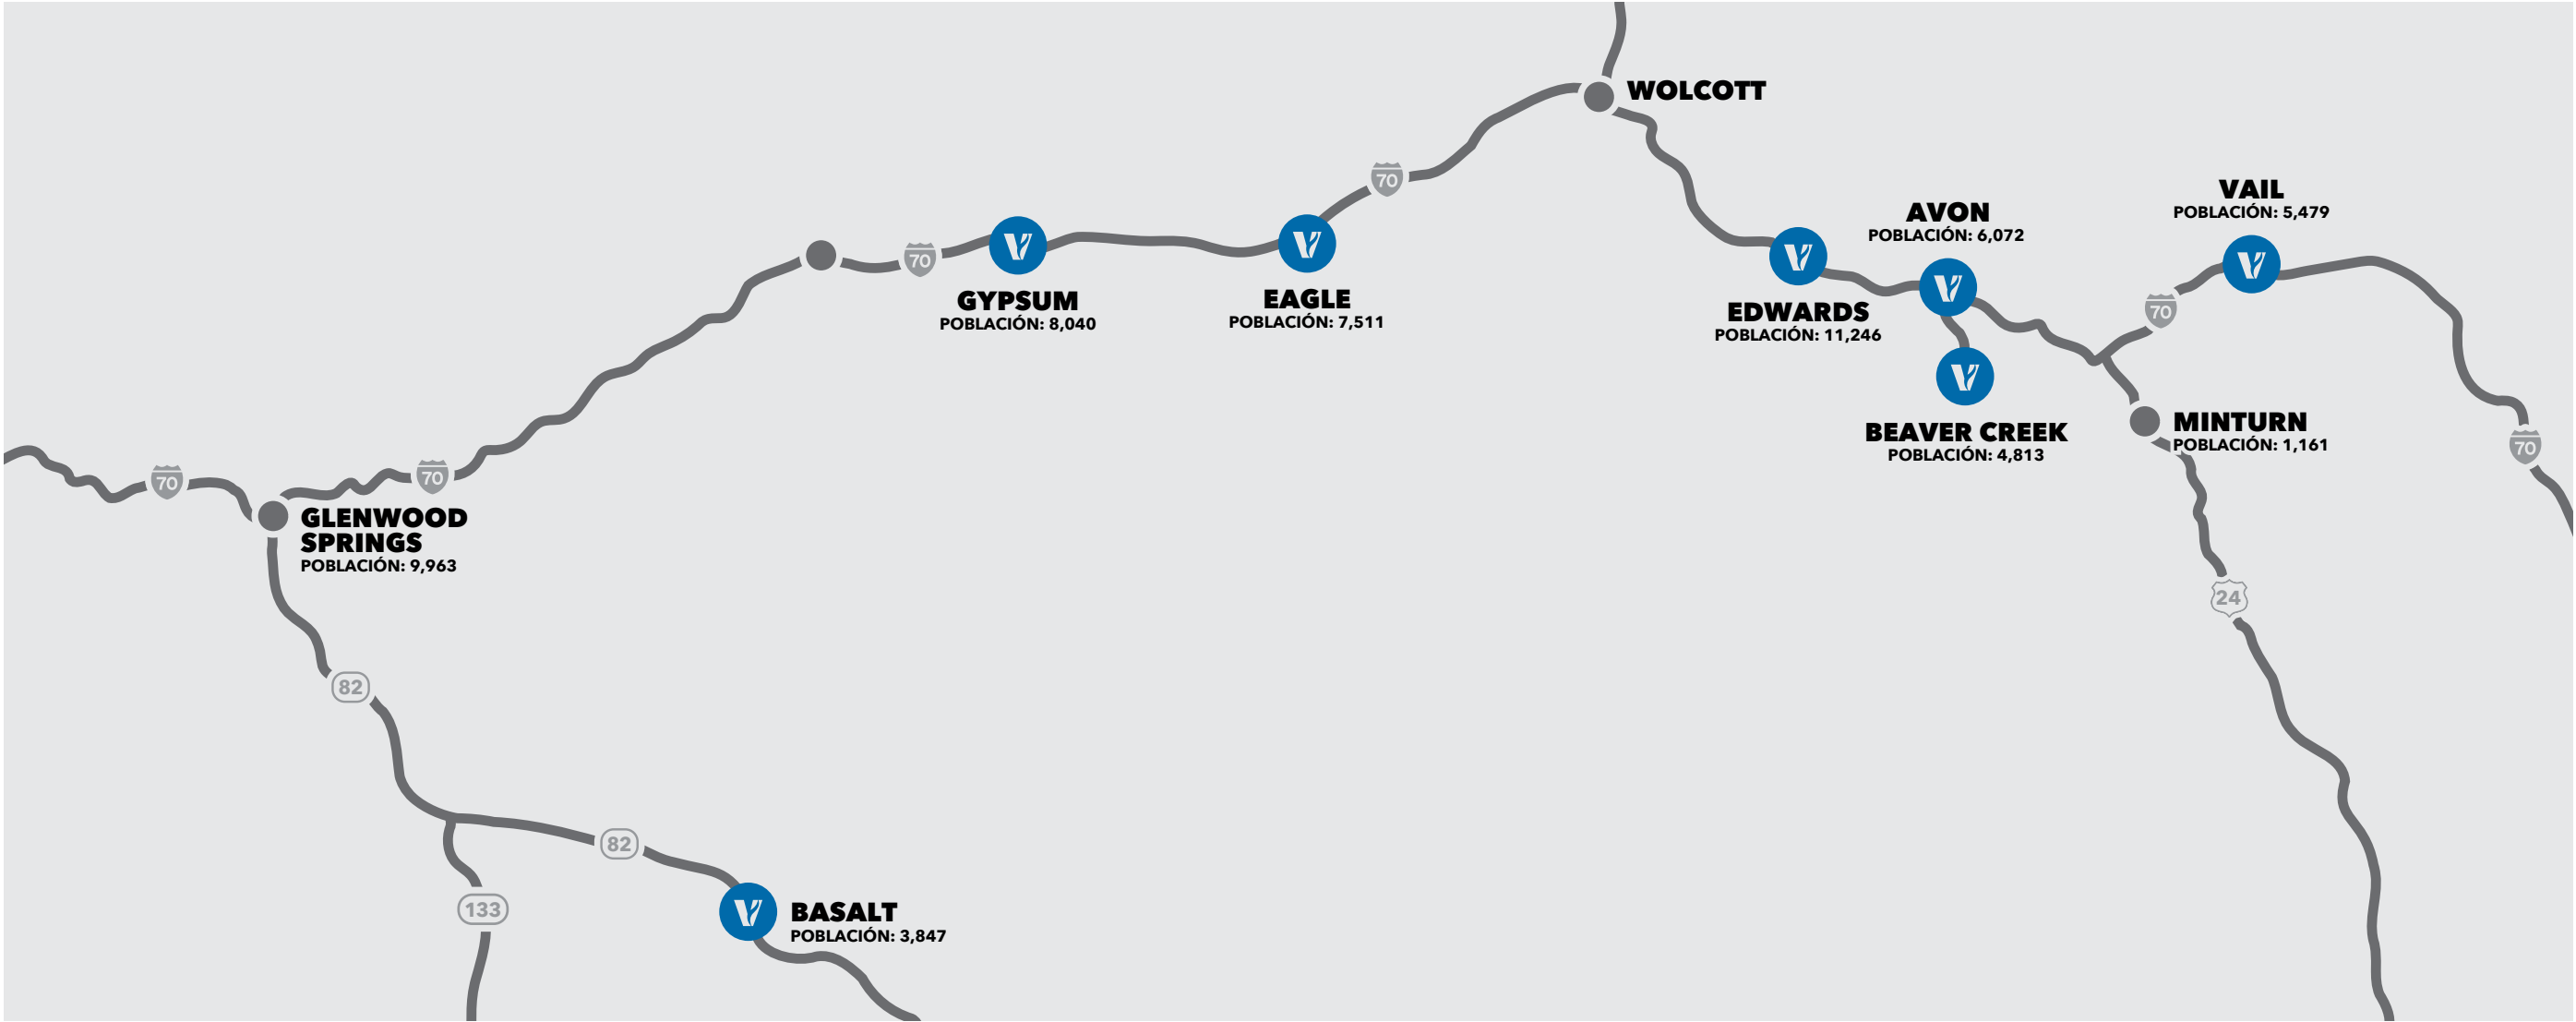 WOLCOTT
70
VAIL
POBLACIÓN: 5,479
AVON
POBLACIÓN: 6,072
70
GYPSUM
POBLACIÓN: 8,040
EAGLE
POBLACIÓN: 7,511
EDWARDS
POBLACIÓN: 11,246
70
BEAVER CREEK
POBLACIÓN: 4,813
MINTURN
POBLACIÓN: 1,161
70
70
70
GLENWOOD
SPRINGS
POBLACIÓN: 9,963
24
82
82
133
BASALT
POBLACIÓN: 3,847